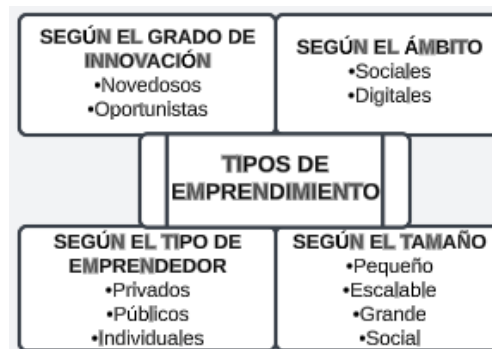 SEGÚN EL GRADO DE
INNOVACIÓN
•Novedosos
•Oportunistas
SEGÚN EL ÁMBITO
•Sociales
•Digitales
TIPOS DE
EMPRENDIMIENTO
SEGÚN EL TIPO DE
EMPRENDEDOR
•Privados
•Públicos
•Individuales
SEGÚN EL TAMAÑO
•Pequeño
•Escalable
•Grande
•Social